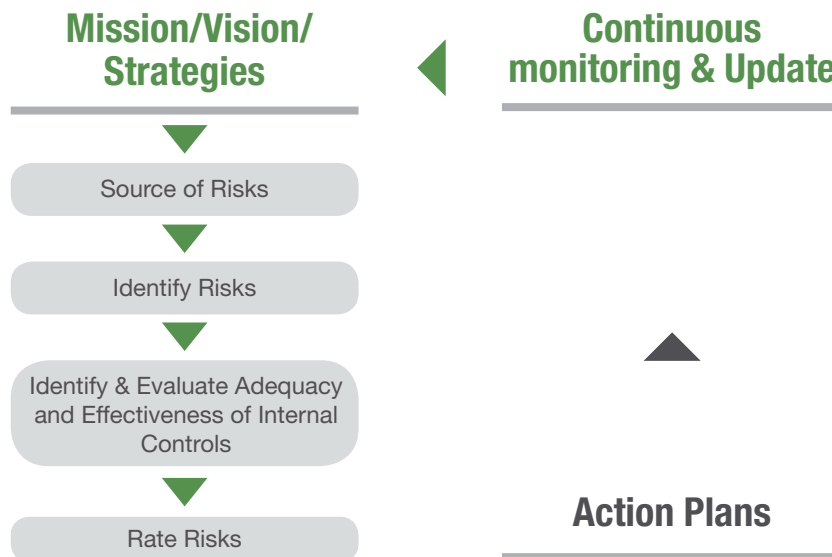 Mission/Vision/
Strategies
Continuous
monitoring & Update
Source of Risks
Identify Risks
Identify & Evaluate Adequacy
and Effectiveness of Internal
Controls
Rate Risks
Action Plans